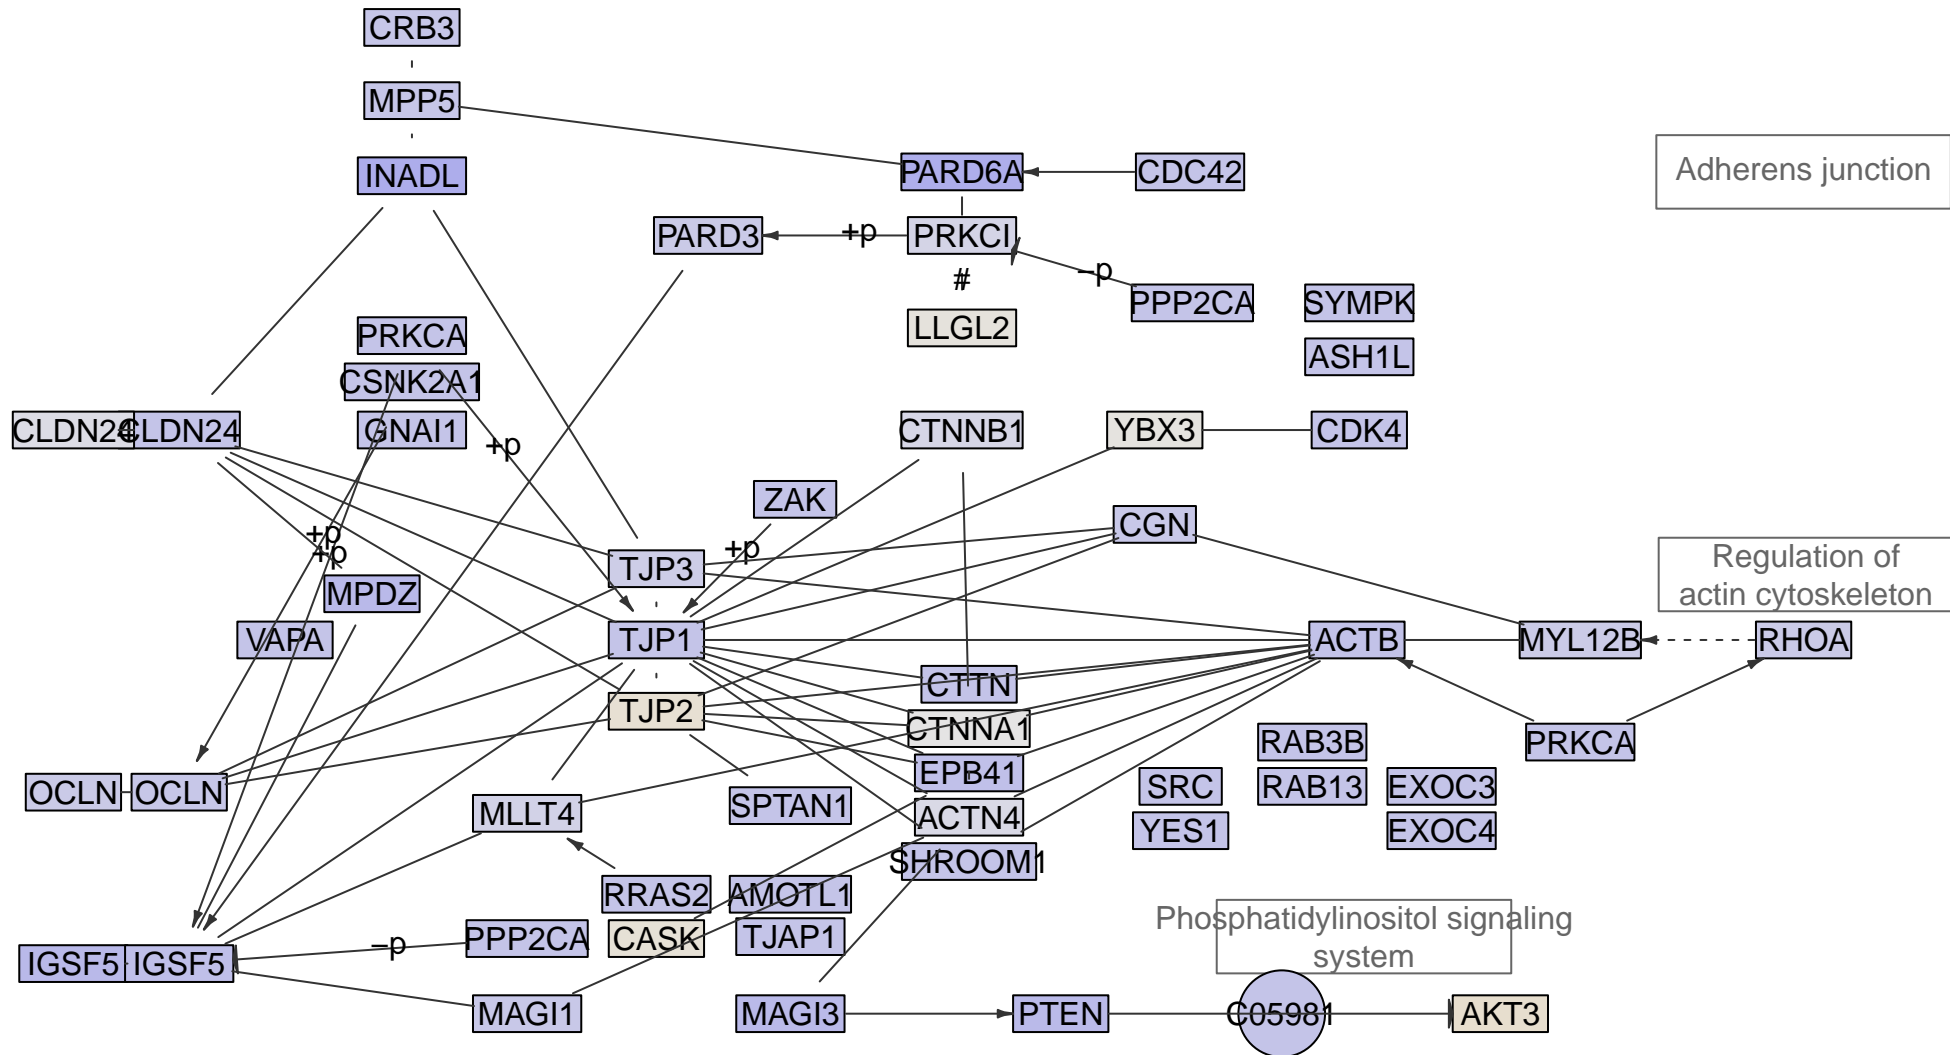 CRB3
MPP5
INADL
PARD6A
CDC42
Adherens junction
PARD3
+p
PRKCI
#
–p
PPP2CA
SYMPK
LLGL2
PRKCA
ASH1L
CSNK2A1
CLDN24
CLDN24
GNAI1
+p
CTNNB1
YBX3
CDK4
ZAK
CGN
+p
+p
+p
TJP3
Regulation of
actin cytoskeleton
MPDZ
VAPA
TJP1
ACTB
MYL12B
RHOA
CTTN
TJP2
CTNNA1
RAB3B
PRKCA
EPB41
OCLN
OCLN
SPTAN1
MLLT4
SRC
RAB13
EXOC3
ACTN4
YES1
EXOC4
SHROOM1
RRAS2
AMOTL1
PPP2CA
CASK
TJAP1
–p
Phosphatidylinositol signaling
system
IGSF5
IGSF5
MAGI1
MAGI3
PTEN
C05981
AKT3